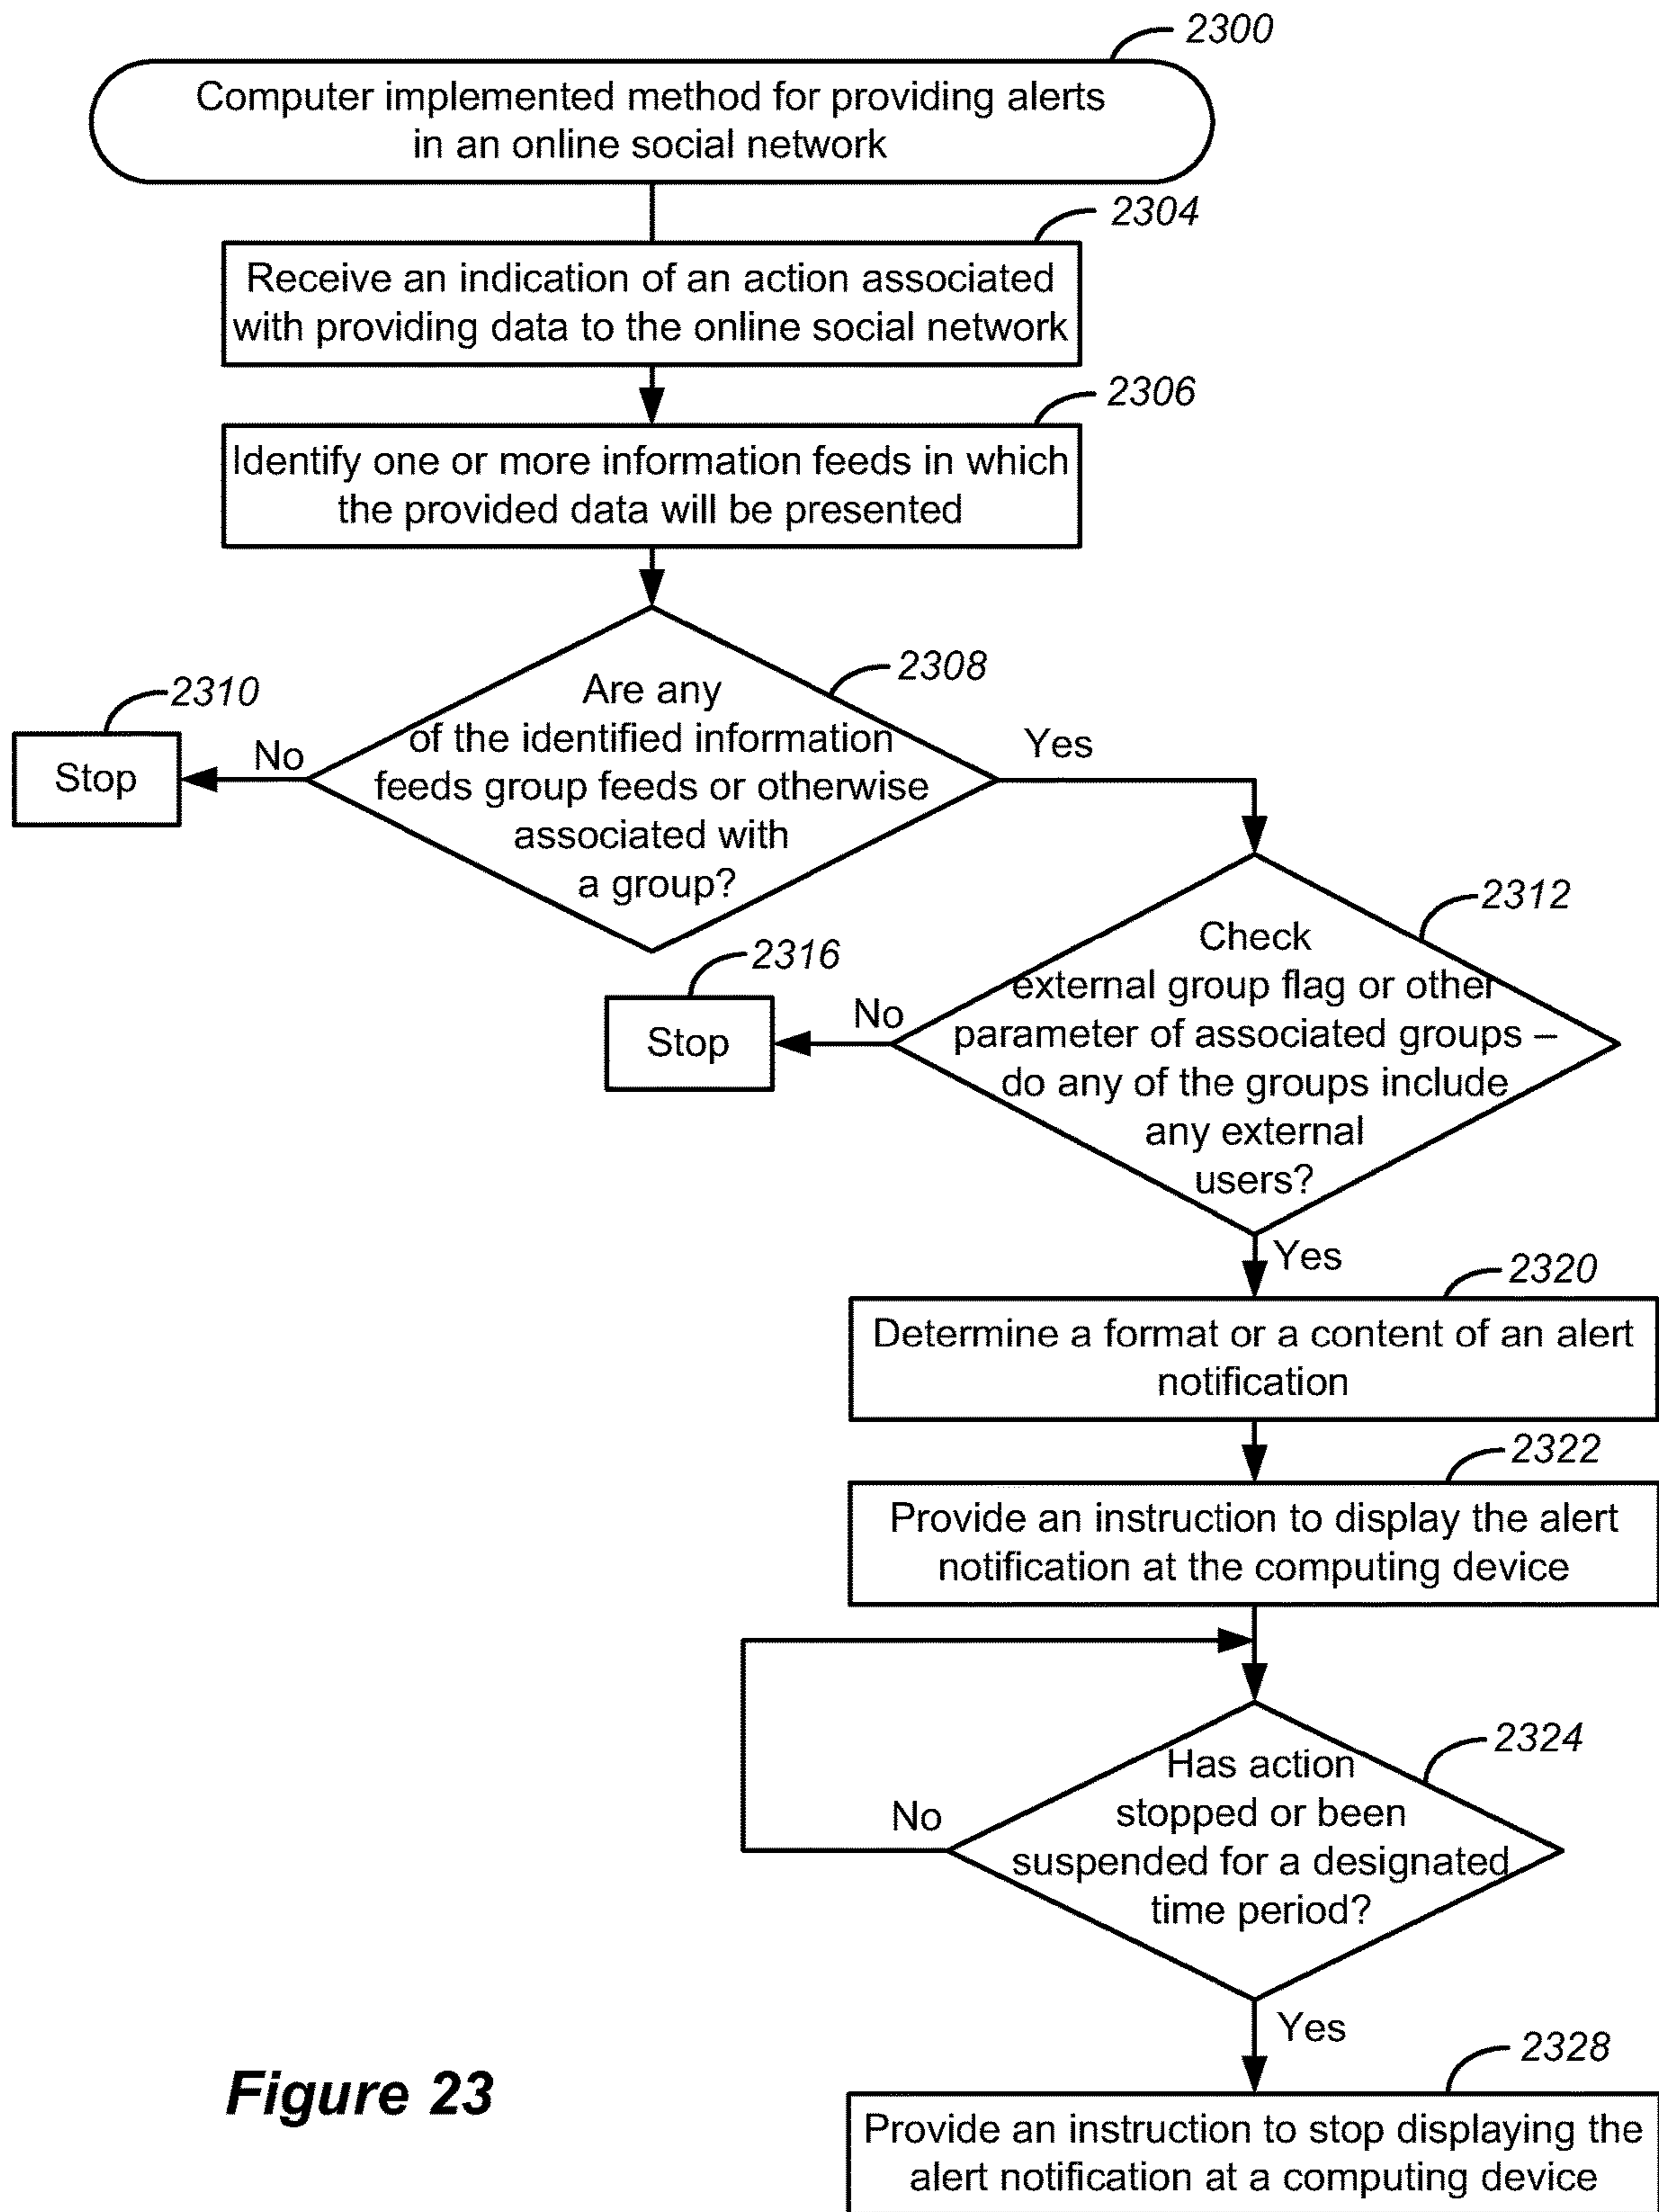 2300
Computer implemented method for providing alerts
in an online social network
2304
Receive an indication of an action associated
with providing data to the online social network
2306
Identify one or more information feeds in which
the provided data will be presented
2308
Are any
of the identified information
feeds group feeds or otherwise
associated with
a group?
2310
No
Stop
Yes
2312
Check
external group flag or other
parameter of associated groups –
do any of the groups include
any external
users?
2316
No
Stop
Yes
2320
Determine a format or a content of an alert
notification
2322
Provide an instruction to display the alert
notification at the computing device
2324
Has action
stopped or been
suspended for a designated
time period?
No
Yes
2328
Provide an instruction to stop displaying the
alert notification at a computing device
Figure 23